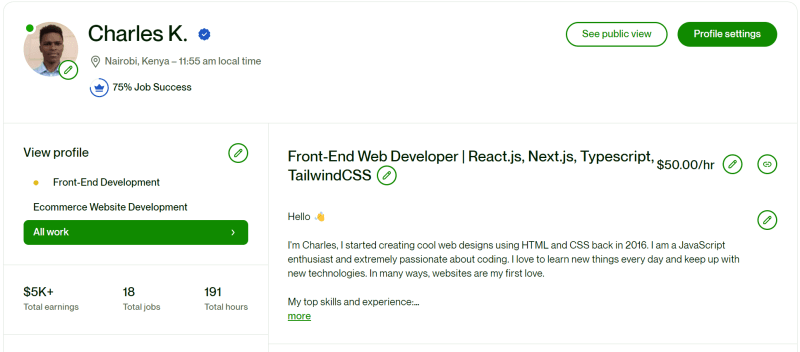 Charles K.
See public view
Profile settings
Nairobi, Kenya – 11:55 am local time
75% Job Success
View profile
Front-End Development
Ecommerce Website Development
All work
$5K+
18
191
Total earnings
Total jobs
Total hours
Front-End Web Developer | React.js, Next.js, Typescript,
TailwindCSS
$50.00/hr
Hello 👋
I'm Charles, I started creating cool web designs using HTML and CSS back in 2016. I am a JavaScript
enthusiast and extremely passionate about coding. I love to learn new things every day and keep up with
new technologies. In many ways, websites are my first love.
My top skills and experience:...
more